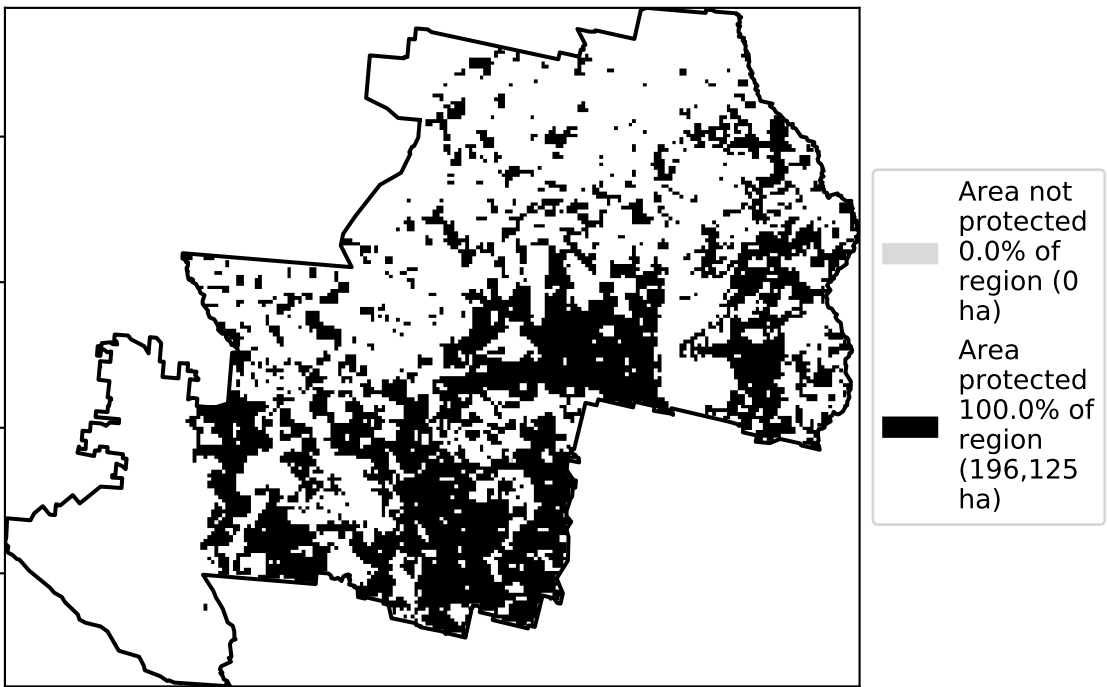 Area not
protected
0.0% of
region (0
ha)
Area
protected
100.0% of
region
(196,125
ha)